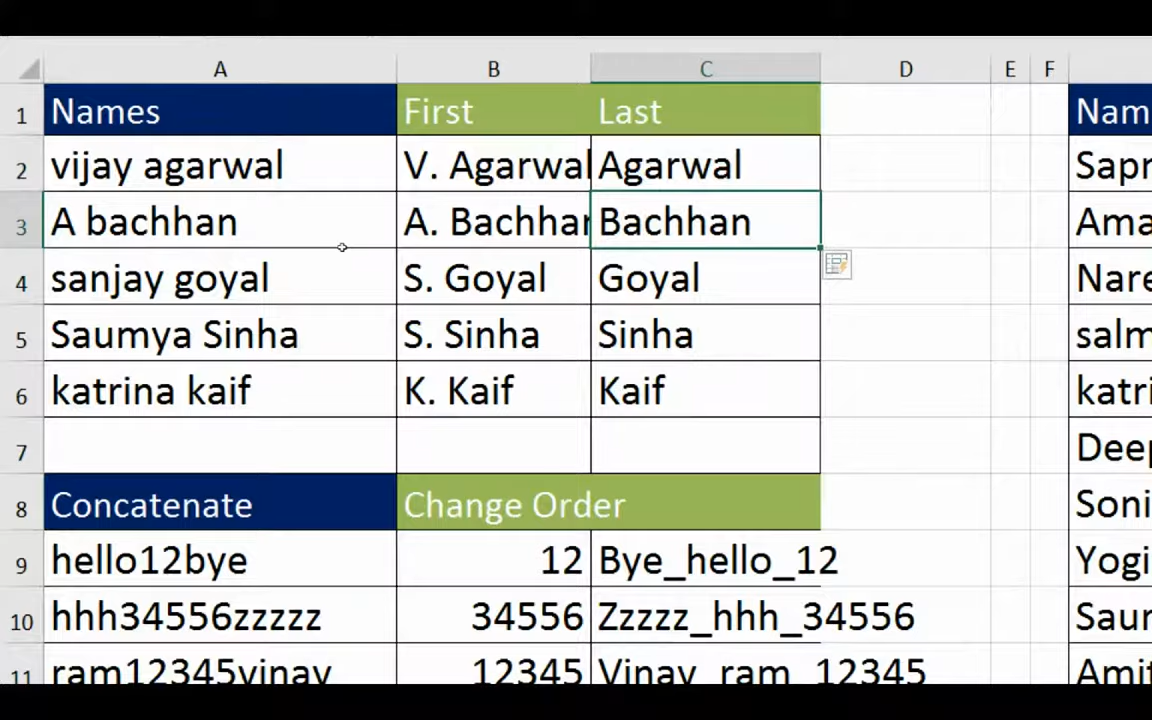 A B C D E F
1 Names First Last
2 vijay agarwal V. Agarwal Agarwal
3 A bachhan A. Bachhan Bachhan
4 sanjay goyal S. Goyal Goyal
5 Saumya Sinha S. Sinha Sinha
6 katrina kaif K. Kaif Kaif
7
8 Concatenate Change Order
9 hello12bye 12 Bye_hello_12
10 hhh34556zzzzz 34556 Zzzzz_hhh_34556
11 ram12345vinay 12345 Vinay_ram_12345